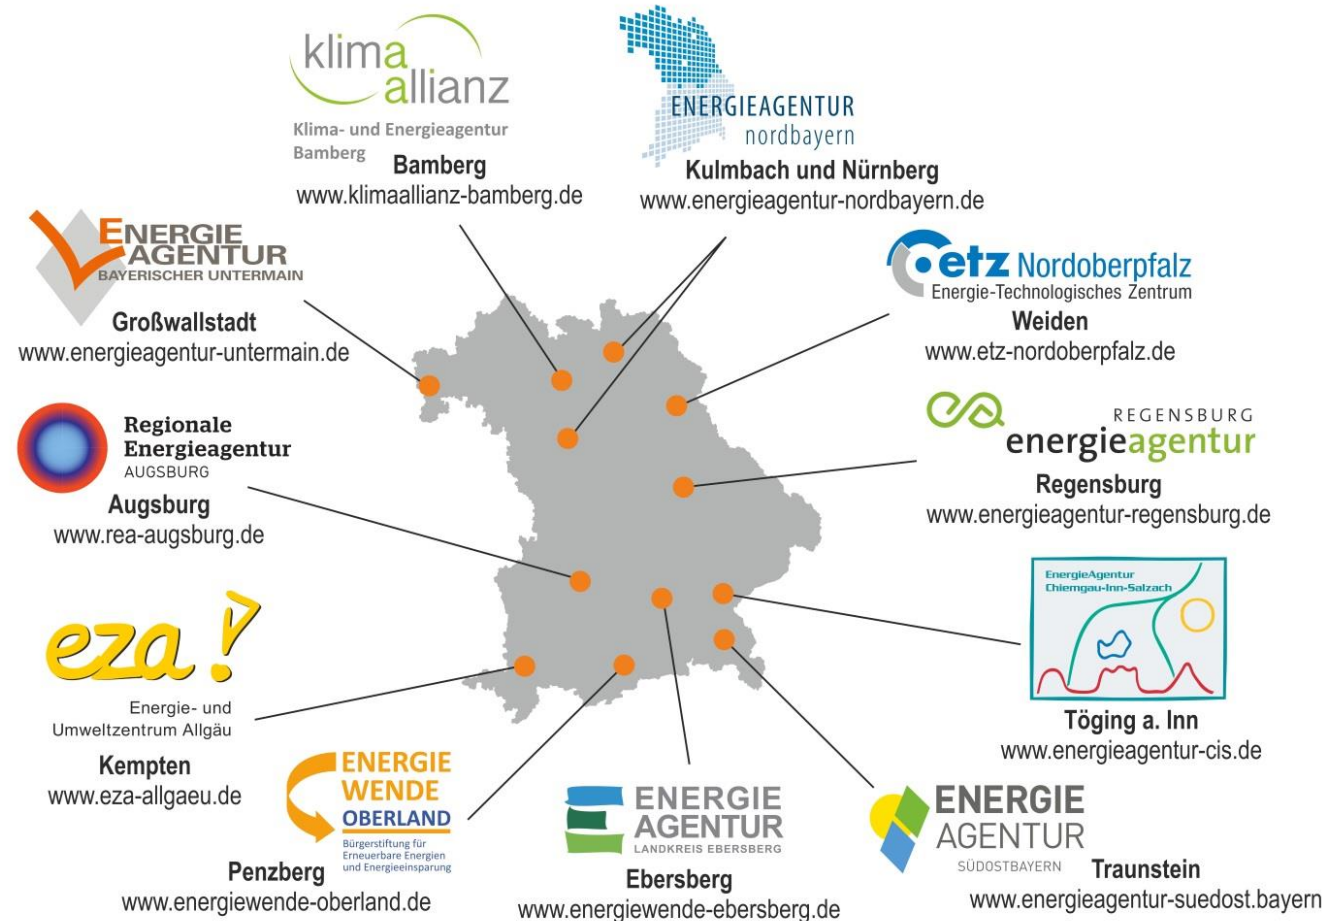 klima
allianz
Klima- und Energieagentur
Bamberg
Bamberg
www.klimaallianz-bamberg.de
ENERGIEAGENTUR
nordbayern
Kulmbach und Nürnberg
www.energieagentur-nordbayern.de
ENERGIE
AGENTUR
BAYERISCHER UNTERMAIN
Großwallstadt
www.energieagentur-untermain.de
etz Nordoberpfalz
Energie-Technologisches Zentrum
Weiden
www.etz-nordoberpfalz.de
Regionale
Energieagentur
AUGSBURG
Augsburg
www.rea-augsburg.de
REGENSBURG
energieagentur
Regensburg
www.energieagentur-regensburg.de
eza!
Energie- und
Umweltzentrum Allgäu
Kempten
www.eza-allgaeu.de
EnergieAgentur
Chiemgau-Inn-Salzach
Töging a. Inn
www.energieagentur-cis.de
ENERGIE
WENDE
OBERLAND
Bürgerstiftung für
Erneuerbare Energien
und Energieeinsparung
Penzberg
www.energiewende-oberland.de
ENERGIE
AGENTUR
LANDKREIS EBERSBERG
Ebersberg
www.energiewende-ebersberg.de
ENERGIE
AGENTUR
SÜDOSTBAYERN
Traunstein
www.energieagentur-suedost.bayern